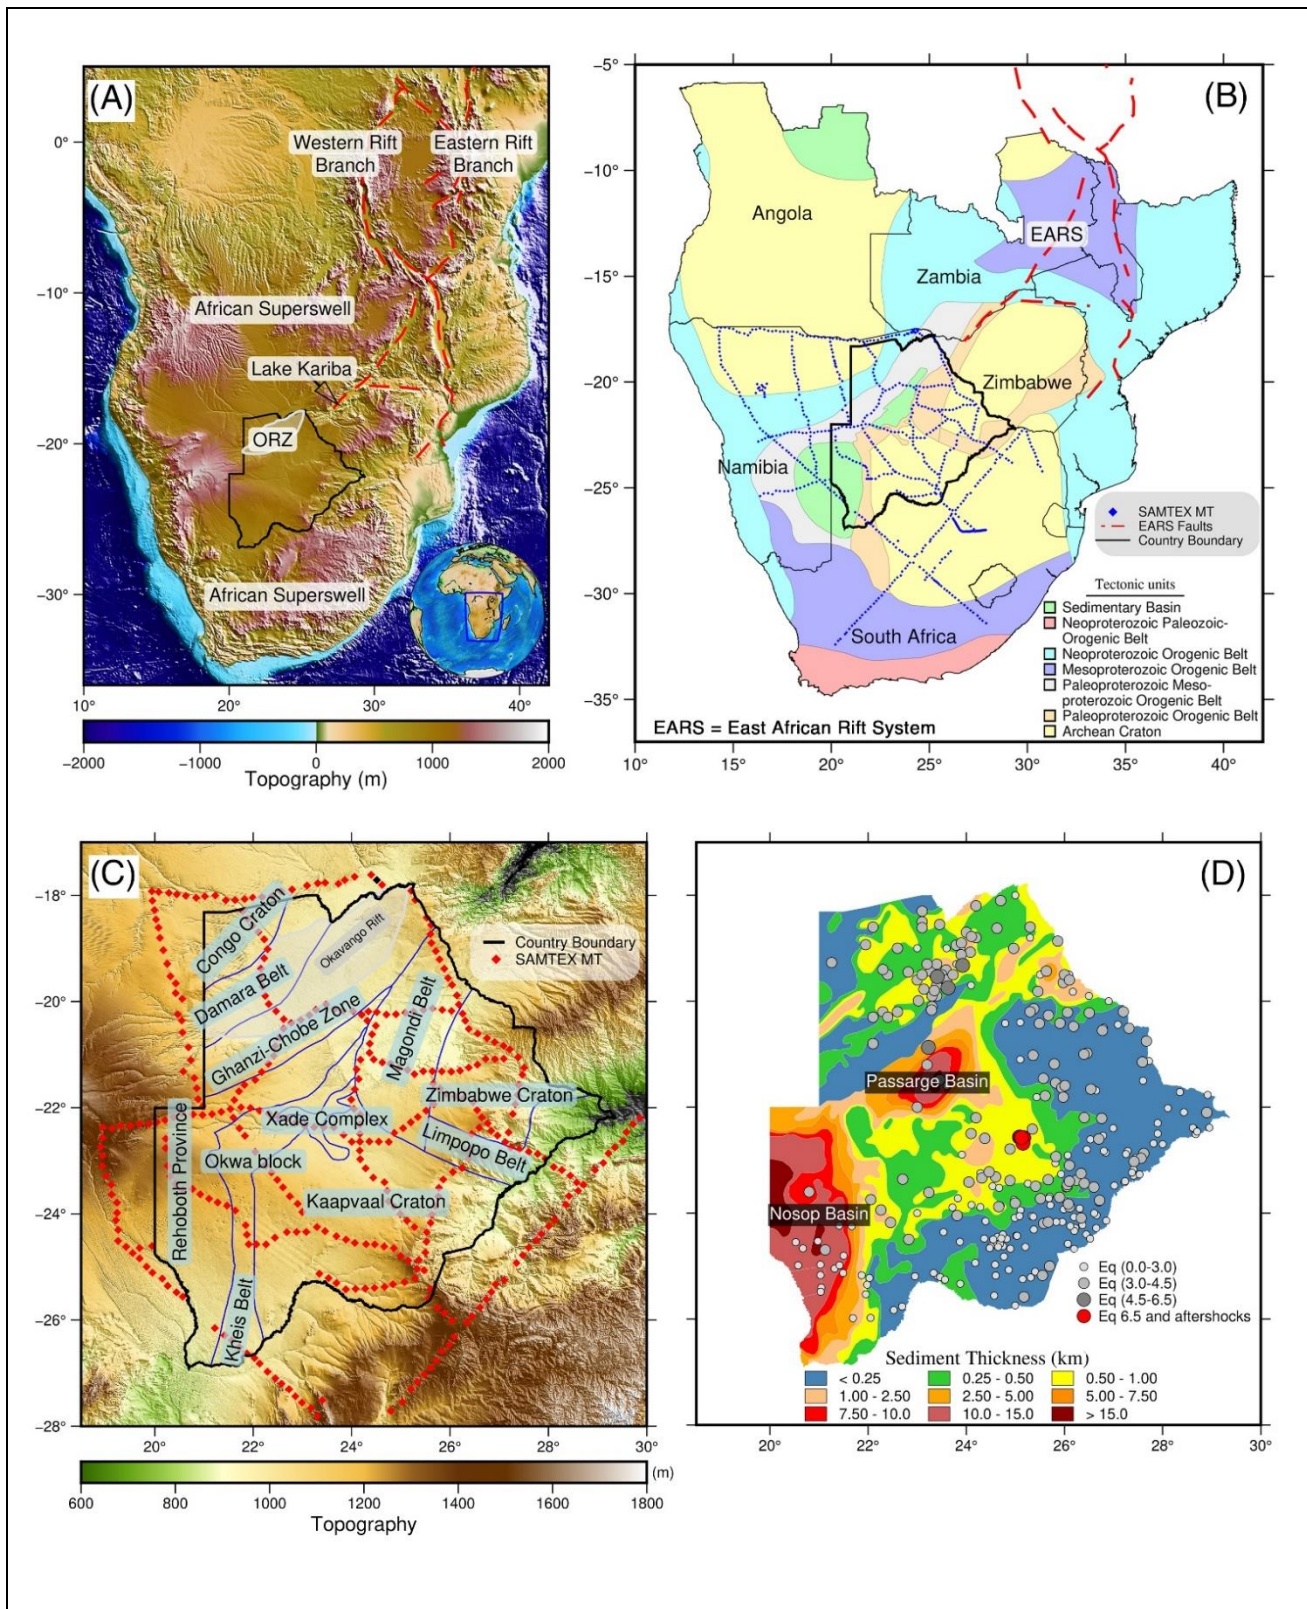 (A)
Western Rift
Branch
Eastern Rift
Branch
African Superswell
Lake Kariba
ORZ
African Superswell
0°
−10°
−20°
−30°
10°
20°
30°
40°
−2000
−1000
0
1000
2000
Topography (m)
(B)
−5°
−10°
−15°
−20°
−25°
−30°
−35°
Angola
EARS
Zambia
Zimbabwe
Namibia
South Africa
SAMTEX MT
EARS Faults
Country Boundary
Tectonic units
Sedimentary Basin
Neoproterozoic Paleozoic-
Orogenic Belt
Neoproterozoic Orogenic Belt
Mesoproterozoic Orogenic Belt
Paleoproterozoic Meso-
proterozoic Orogenic Belt
Paleoproterozoic Orogenic Belt
Archean Craton
EARS = East African Rift System
10°
15°
20°
25°
30°
35°
40°
(C)
−18°
−20°
−22°
−24°
−26°
−28°
Congo Craton
Okavango Rift
Damara Belt
Ghanzi-Chobe Zone
Magondi Belt
Zimbabwe Craton
Xade Complex
Limpopo Belt
Okwa block
Rehoboth Province
Kaapvaal Craton
Kheis Belt
Country Boundary
SAMTEX MT
20°
22°
24°
26°
28°
30°
(m)
600
800
1000
1200
1400
1600
1800
Topography
(D)
Passarge Basin
Nosop Basin
Eq (0.0-3.0)
Eq (3.0-4.5)
Eq (4.5-6.5)
Eq 6.5 and aftershocks
Sediment Thickness (km)
< 0.25
0.25 - 0.50
0.50 - 1.00
1.00 - 2.50
2.50 - 5.00
5.00 - 7.50
7.50 - 10.0
10.0 - 15.0
> 15.0
20°
22°
24°
26°
28°
30°